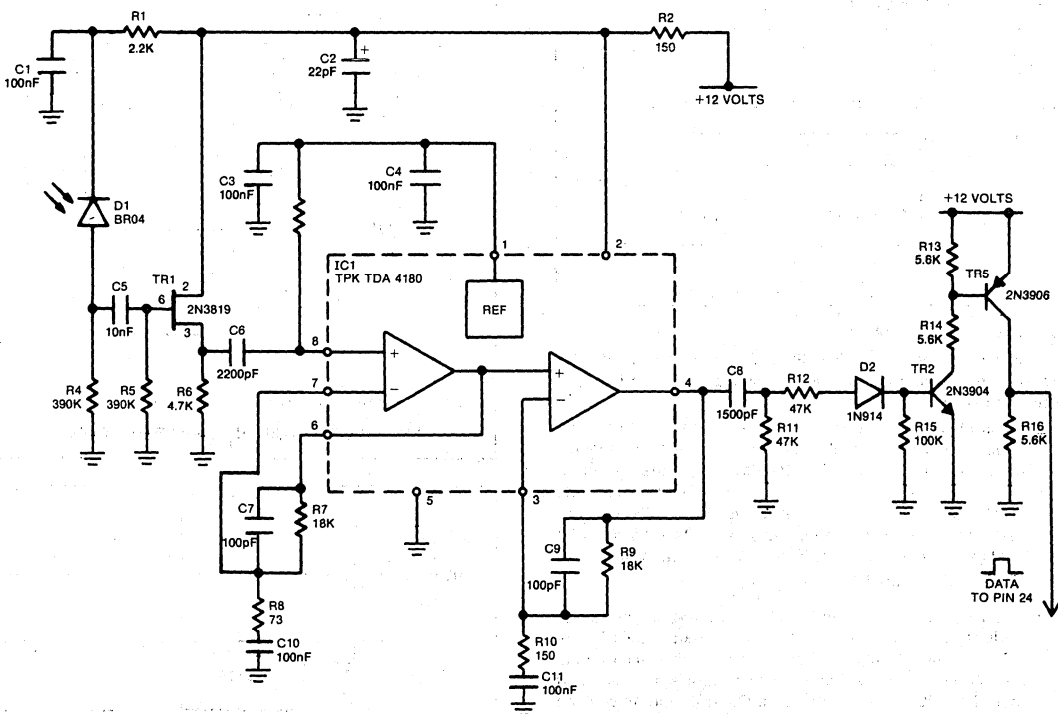 R1
2.2K
R2
150
C1
100nF
C2
22pF
+
+12 VOLTS
C3
100nF
C4
100nF
D1
BR04
+12 VOLTS
R13
5.6K
TR5
2N3906
1
2
IC1
TPK TDA 4180
REF
TR1
2
6
2N3819
3
C5
10nF
C6
2200pF
R14
5.6K
8
+
7
−
+
−
4
C8
1500pF
R12
47K
D2
1N914
TR2
2N3904
R4
390K
R5
390K
R6
4.7K
6
R11
47K
R15
100K
R16
5.6K
5
3
C7
100pF
R7
18K
C9
100pF
R9
18K
DATA
TO PIN 24
R8
73
C10
100nF
R10
150
C11
100nF